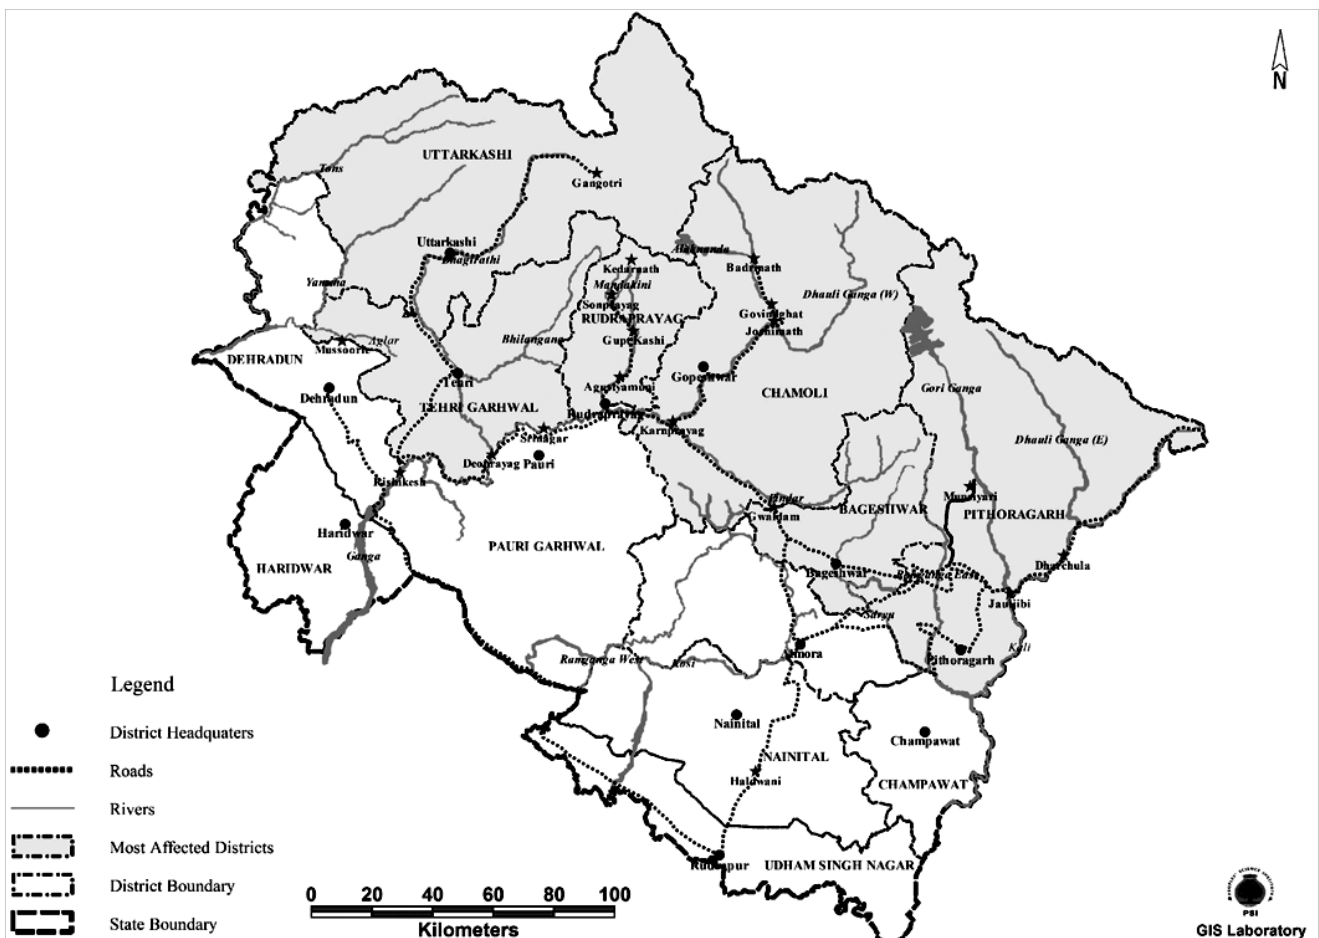 N
UTTARKASHI
Tons
Gangotri
Uttarkashi
Bhagirathi
Alaknanda
Kedarnath
Badrinath
Yamuna
Mandakini
Sonprayag
Dhauli Ganga (W)
RUDRAPRAYAG
Govindghat
Joshimath
Mussoorie
Aglar
Bhilangana
GuptKashi
DEHRADUN
Tehri
Agustyamuni
Gopeshwar
Gori Ganga
Dehradun
TEHRI GARHWAL
CHAMOLI
Rudraprayag
Srinagar
Karnprayag
Dhauli Ganga (E)
Deoprayag
Pauri
Rishikesh
Munsiyari
Pindar
Gwaldam
BAGESHWAR
PITHORAGARH
Haridwar
Ganga
PAURI GARHWAL
HARIDWAR
Bageshwar
Ramganga East
Dharchula
Jauljibi
Saryu
Kali
Almora
Pithoragarh
Ramganga West
Kosi
Nainital
Champawat
NAINITAL
Haldwani
CHAMPAWAT
Rudrapur
UDHAM SINGH NAGAR
Legend
District Headquaters
Roads
Rivers
Most Affected Districts
District Boundary
State Boundary
0 20 40 60 80 100
Kilometers
PSI
GIS Laboratory